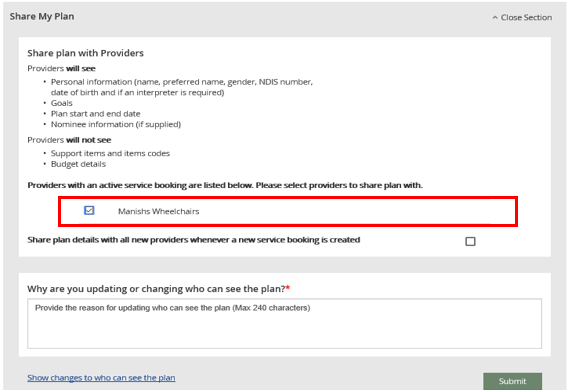 Share My Plan
Close Section
Share plan with Providers
Providers will see
• Personal information (name, preferred name, gender, NDIS number,
date of birth and if an interpreter is required)
• Goals
• Plan start and end date
• Nominee information (if supplied)
Providers will not see
• Support items and items codes
• Budget details
Providers with an active service booking are listed below. Please select providers to share plan with.
Manishs Wheelchairs
Share plan details with all new providers whenever a new service booking is created
Why are you updating or changing who can see the plan?*
Provide the reason for updating who can see the plan (Max 240 characters)
Show changes to who can see the plan
Submit